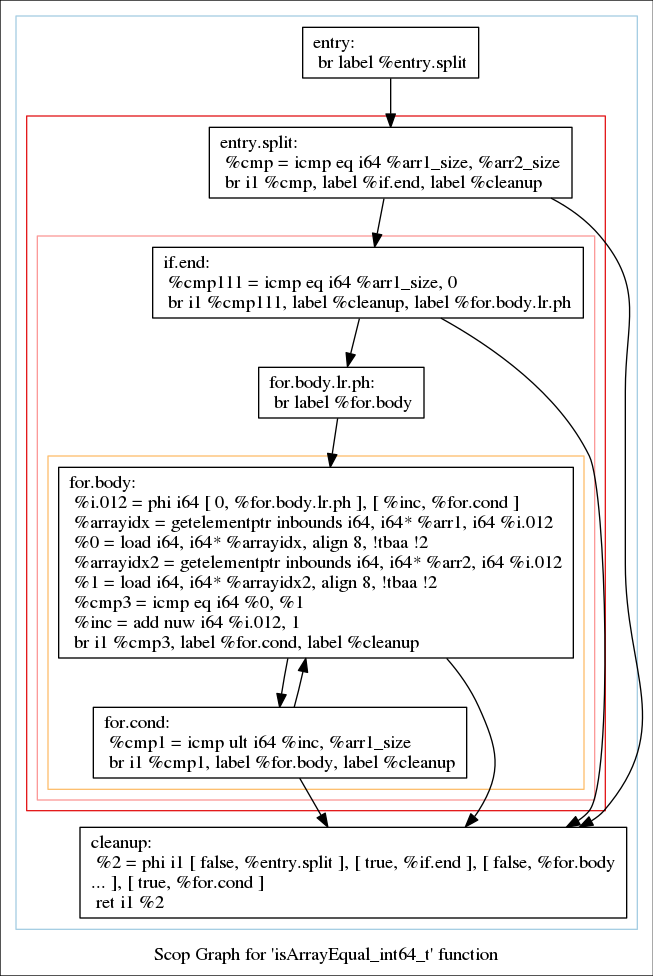 entry:
br label %entry.split
entry.split:
%cmp = icmp eq i64 %arr1_size, %arr2_size
br i1 %cmp, label %if.end, label %cleanup
if.end:
%cmp111 = icmp eq i64 %arr1_size, 0
br i1 %cmp111, label %cleanup, label %for.body.lr.ph
for.body.lr.ph:
br label %for.body
for.body:
%i.012 = phi i64 [ 0, %for.body.lr.ph ], [ %inc, %for.cond ]
%arrayidx = getelementptr inbounds i64, i64* %arr1, i64 %i.012
%0 = load i64, i64* %arrayidx, align 8, !tbaa !2
%arrayidx2 = getelementptr inbounds i64, i64* %arr2, i64 %i.012
%1 = load i64, i64* %arrayidx2, align 8, !tbaa !2
%cmp3 = icmp eq i64 %0, %1
%inc = add nuw i64 %i.012, 1
br i1 %cmp3, label %for.cond, label %cleanup
for.cond:
%cmp1 = icmp ult i64 %inc, %arr1_size
br i1 %cmp1, label %for.body, label %cleanup
cleanup:
%2 = phi i1 [ false, %entry.split ], [ true, %if.end ], [ false, %for.body
... ], [ true, %for.cond ]
ret i1 %2
Scop Graph for 'isArrayEqual_int64_t' function